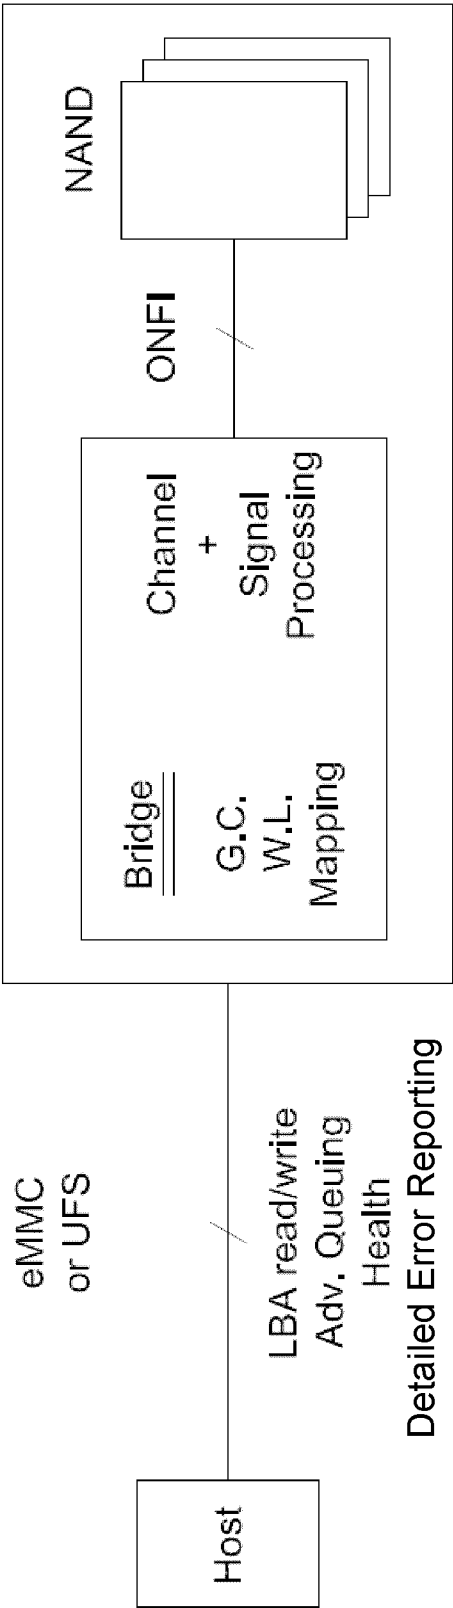 Host
eMMC
or UFS
LBA read/write
Adv. Queuing
Health
Detailed Error Reporting
Bridge
G.C.
W.L.
Mapping
Channel
+
Signal
Processing
ONFI
NAND